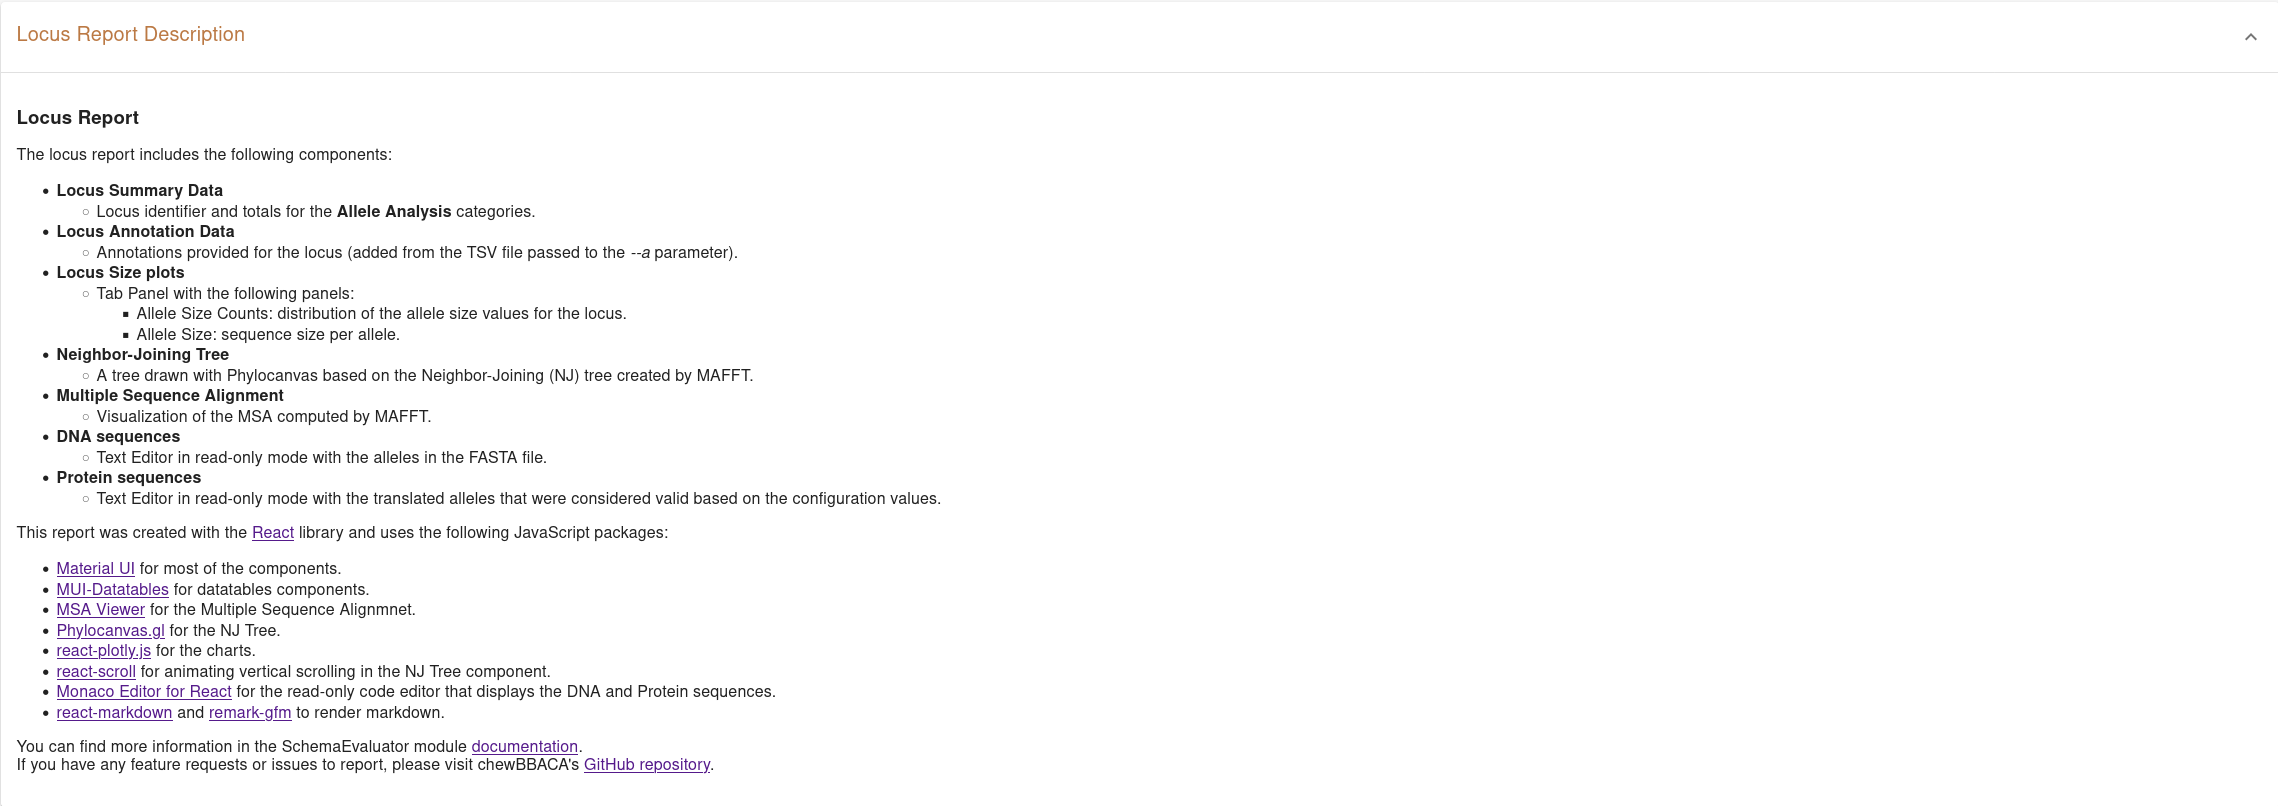 Locus Report Description
Locus Report
The locus report includes the following components:
Locus Summary Data
Locus identifier and totals for the Allele Analysis categories.
Locus Annotation Data
Annotations provided for the locus (added from the TSV file passed to the --a parameter).
Locus Size plots
Tab Panel with the following panels:
Allele Size Counts: distribution of the allele size values for the locus.
Allele Size: sequence size per allele.
Neighbor-Joining Tree
A tree drawn with Phylocanvas based on the Neighbor-Joining (NJ) tree created by MAFFT.
Multiple Sequence Alignment
Visualization of the MSA computed by MAFFT.
DNA sequences
Text Editor in read-only mode with the alleles in the FASTA file.
Protein sequences
Text Editor in read-only mode with the translated alleles that were considered valid based on the configuration values.
This report was created with the React library and uses the following JavaScript packages:
Material UI for most of the components.
MUI-Datatables for datatables components.
MSA Viewer for the Multiple Sequence Alignmnet.
Phylocanvas.gl for the NJ Tree.
react-plotly.js for the charts.
react-scroll for animating vertical scrolling in the NJ Tree component.
Monaco Editor for React for the read-only code editor that displays the DNA and Protein sequences.
react-markdown and remark-gfm to render markdown.
You can find more information in the SchemaEvaluator module documentation.
If you have any feature requests or issues to report, please visit chewBBACA's GitHub repository.